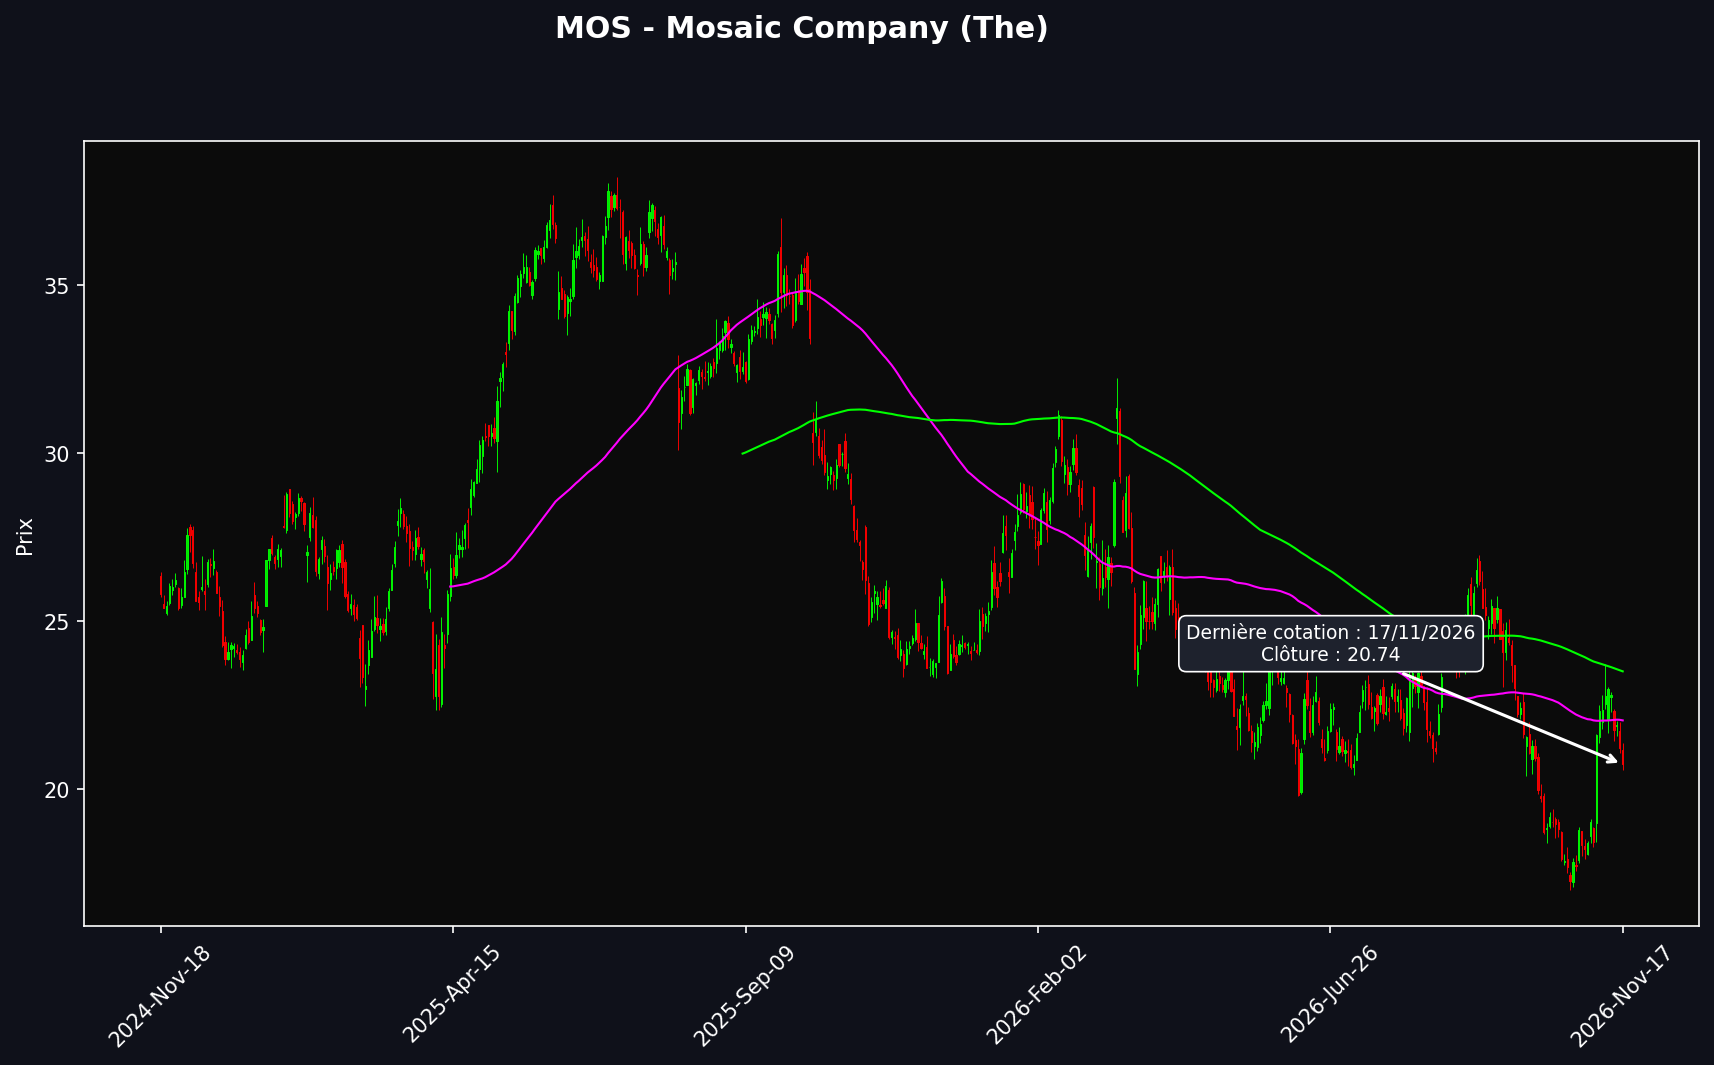 MOS - Mosaic Company (The)
Prix
35
30
25
20
Dernière cotation : 17/11/2026
Clôture : 20.74
2024-Nov-18
2025-Apr-15
2025-Sep-09
2026-Feb-02
2026-Jun-26
2026-Nov-17